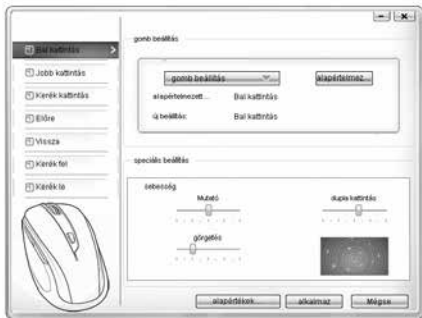 Bal kattintás
Jobb kattintás
Kerék kattintás
Előre
Vissza
Kerék fel
Kerék le
gomb beállítás
gomb beállítás
alapértelmez...
alapértelmezett...
Bal kattintás
új beállítás:
Bal kattintás
speciális beállítás
sebesség
Mutató
dupla kattintás
görgetés
alapértékek
alkalmaz
Mégse